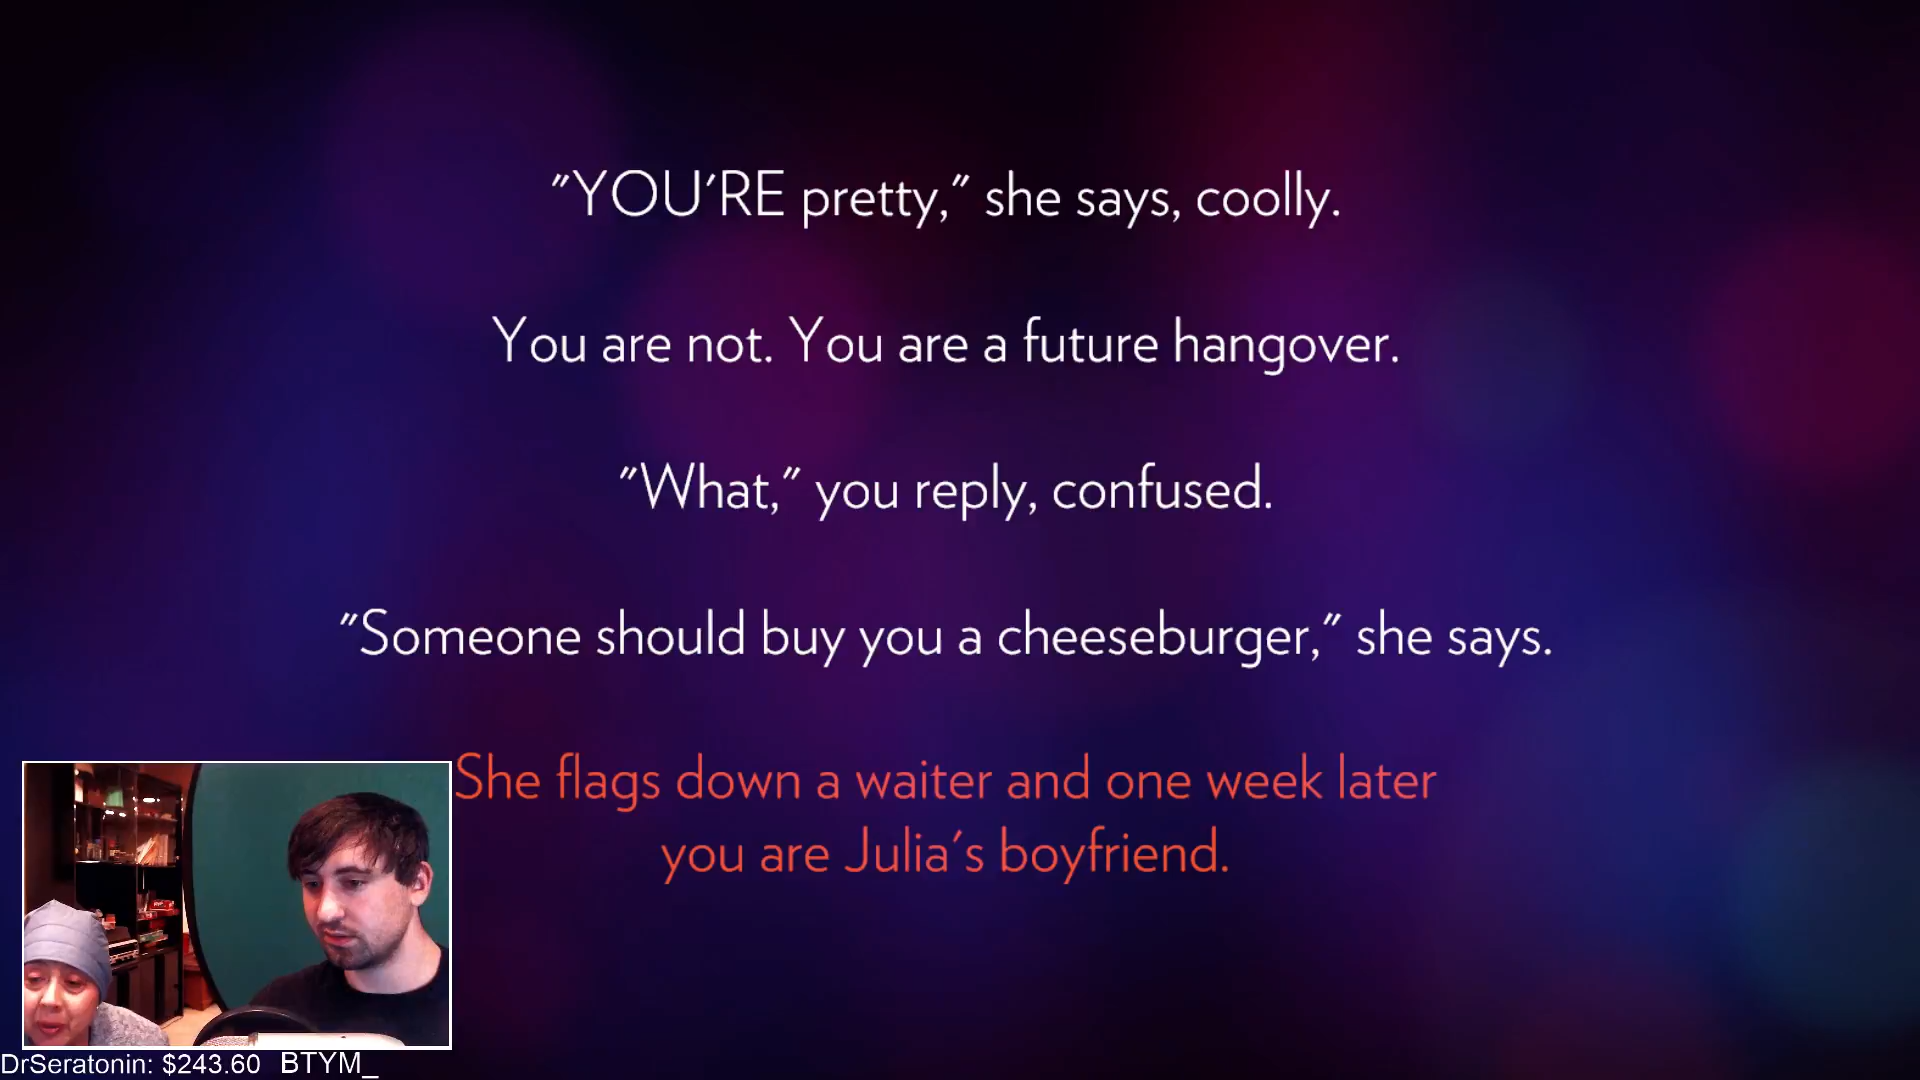 "YOU'RE pretty," she says, coolly.
You are not. You are a future hangover.
"What," you reply, confused.
"Someone should buy you a cheeseburger," she says.
She flags down a waiter and one week later
you are Julia's boyfriend.
DrSeratonin: $243.60 BTYM_